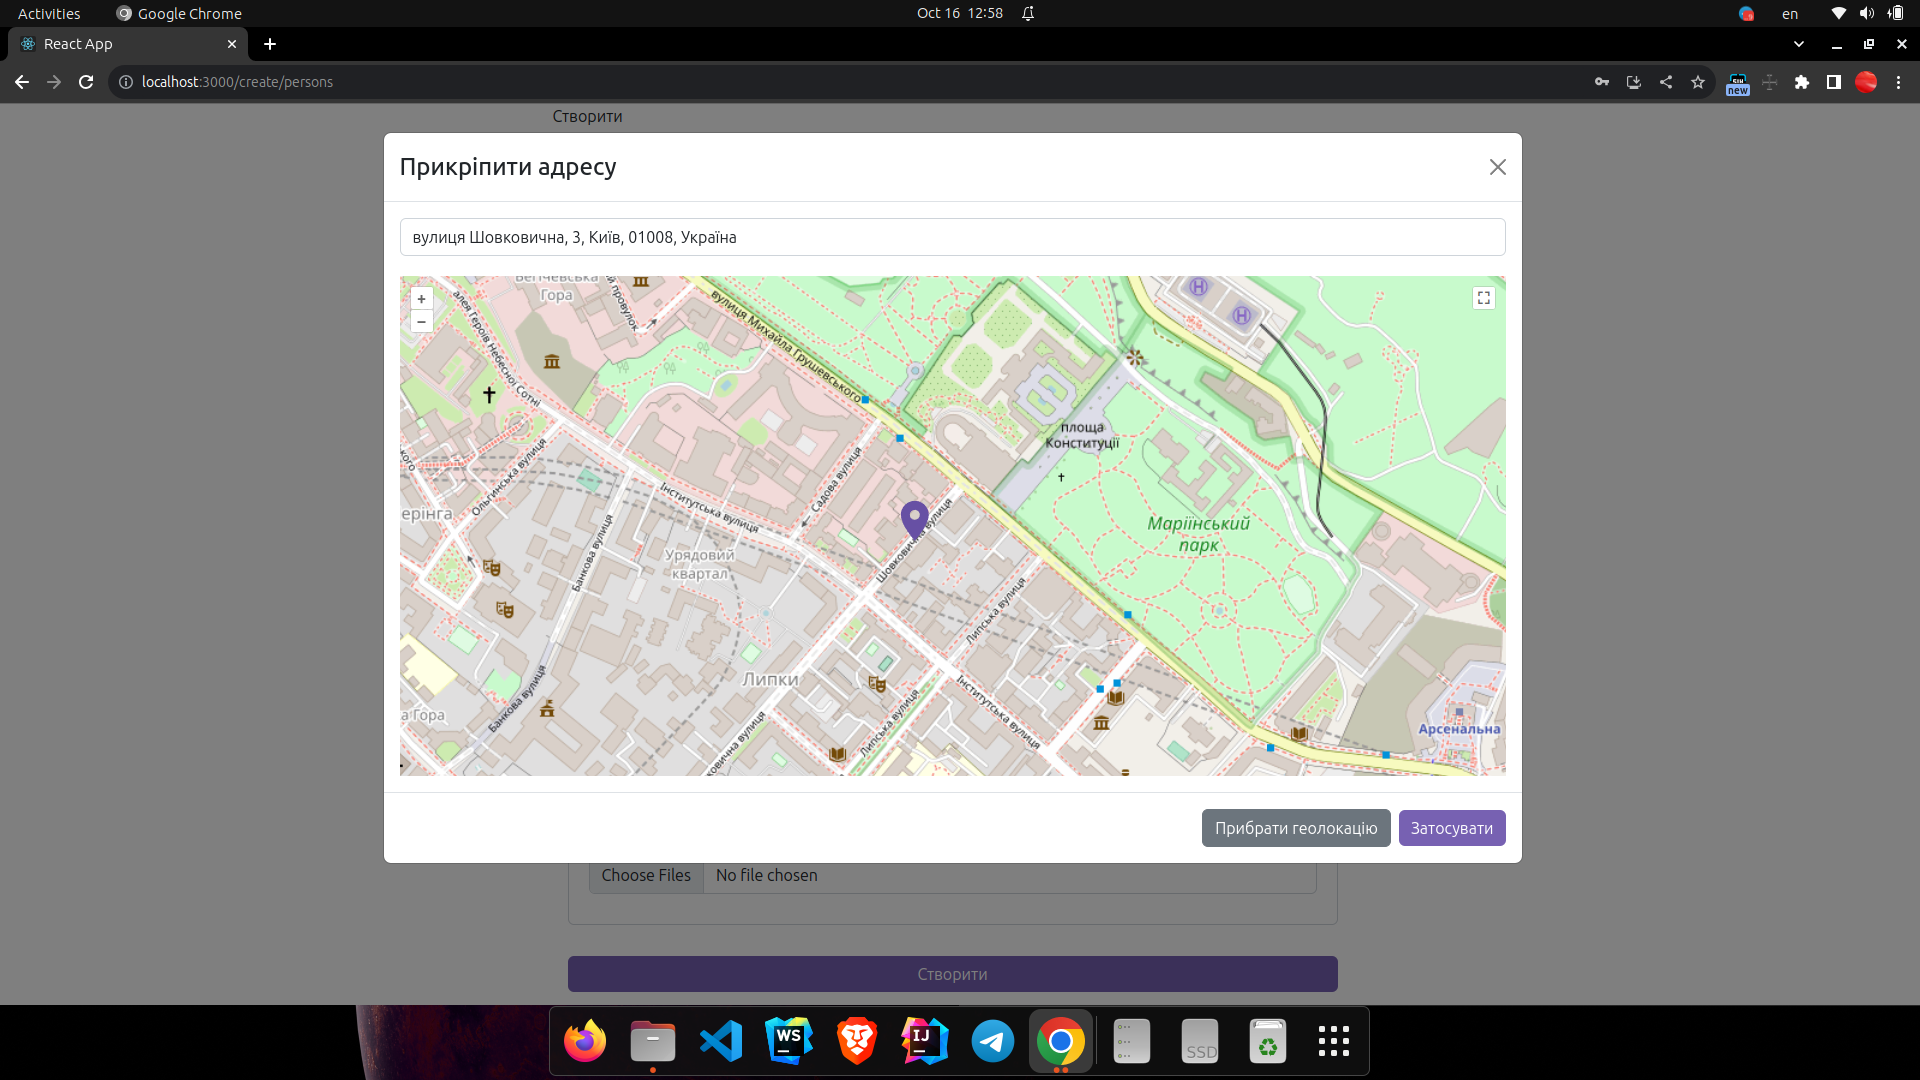 Activities
Google Chrome
Oct 16 12:58
en
React App
localhost:3000/create/persons
new
Створити
Прикріпити адресу
вулиця Шовковична, 3, Київ, 01008, Україна
+
−
Гора
алея Героїв Небесної Сотні
провулок
вулиця Михайла Грушевського
H
H
площа
Конституції
Садова вулиця
Ольгинська вулиця
Інститутська вулиця
Шовковична вулиця
Банкова вулиця
Урядовий
квартал
Маріїнський
парк
Липська вулиця
Липки
Банкова вулиця
а Гора
Липська вулиця
Інститутська вулиця
Арсенальна
Прибрати геолокацію
Затосувати
Choose Files
No file chosen
Створити
WS
IJ
SSD